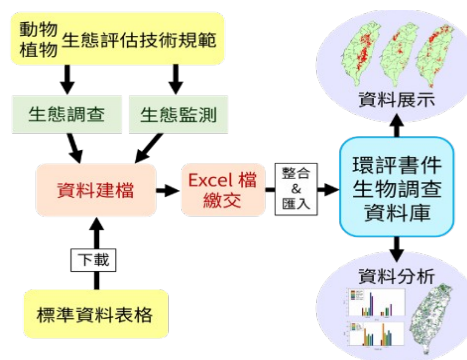 動物
植物
生態評估技術規範
生態調查
生態監測
資料建檔
Excel 檔
繳交
整合
&
匯入
環評書件
生物調查
資料庫
資料展示
下載
標準資料表格
資料分析